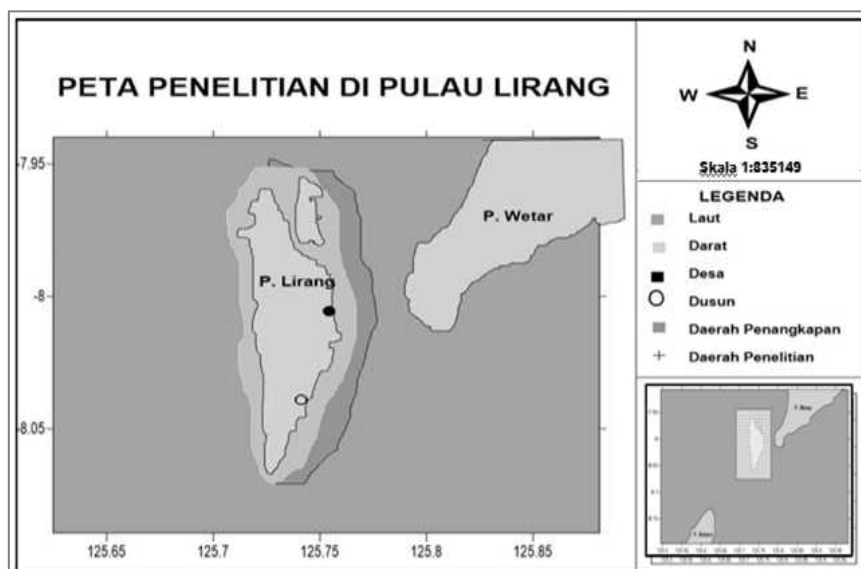 PETA PENELITIAN DI PULAU LIRANG
N
W E
S
Skala 1:835149
LEGENDA
Laut
Darat
Desa
Dusun
Daerah Penangkapan
Daerah Penelitian
P. Wetar
P. Lirang
-7.95
-8
-8.05
125.65 125.7 125.75 125.8 125.85